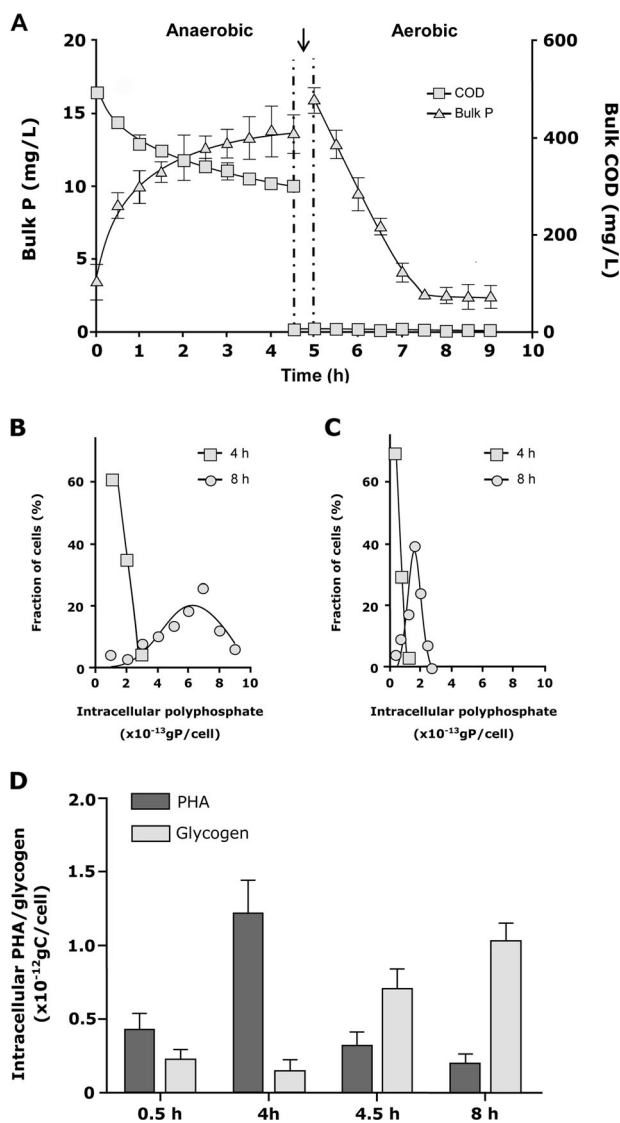 A
Anaerobic
Aerobic
20
15
10
5
0
Bulk P (mg/L)
600
400
200
0
Bulk COD (mg/L)
COD
Bulk P
0 1 2 3 4 5 6 7 8 9 10
Time (h)
B
4 h
8 h
60
40
20
0
Fraction of cells (%)
0 2 4 6 8 10
Intracellular polyphosphate
(x10⁻¹³gP/cell)
C
4 h
8 h
60
40
20
0
Fraction of cells (%)
0 2 4 6 8 10
Intracellular polyphosphate
(x10⁻¹³gP/cell)
D
PHA
Glycogen
2.0
1.5
1.0
0.5
0
Intracellular PHA/glycogen
(x10⁻¹²gC/cell)
0.5 h 4h 4.5 h 8 h